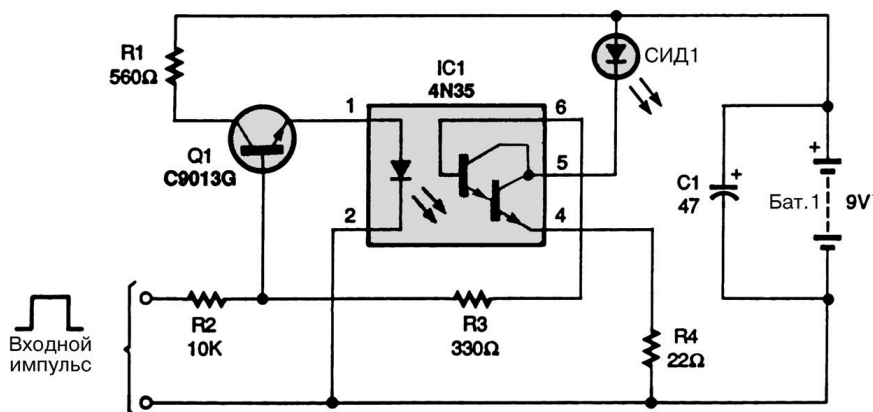 R1
560Ω
IC1
4N35
СИД1
1
6
Q1
C9013G
5
+
+
C1
47
Бат.1
9V
2
4
Входной
импульс
R2
10K
R3
330Ω
R4
22Ω